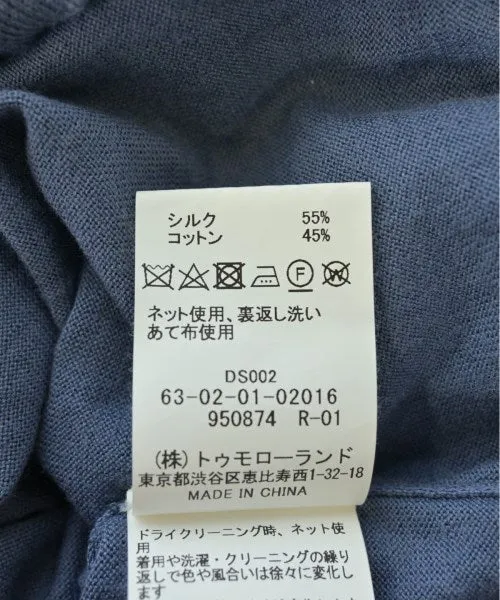 シルク 55%
コットン 45%
F W
ネット使用、裏返し洗い
あて布使用
DS002
63-02-01-02016
950874 R-01
(株)トゥモローランド
東京都渋谷区恵比寿西1-32-18
MADE IN CHINA
ドライクリーニング時、ネット使
用
着用や洗濯・クリーニングの繰り
返しで色や風合いは徐々に変化し
ます